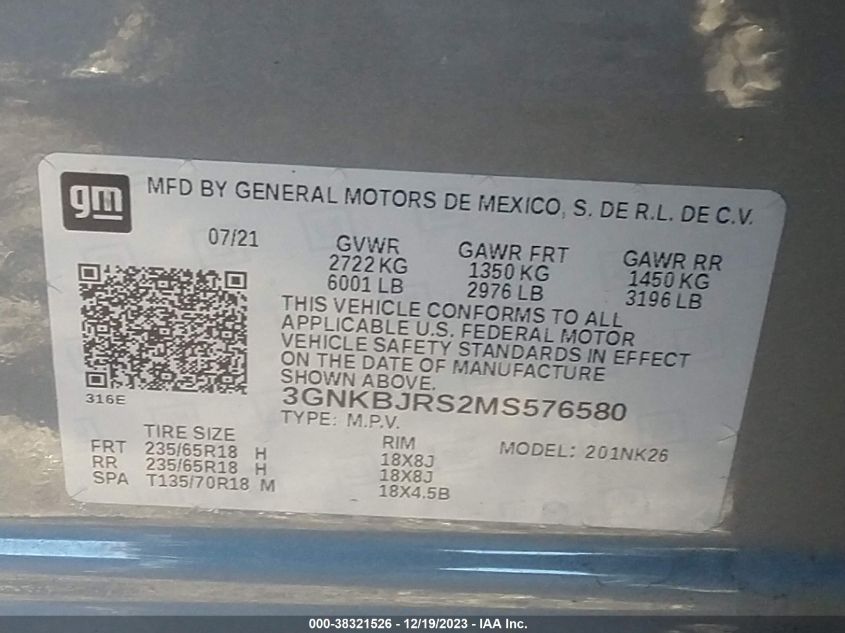 gm
MFD BY GENERAL MOTORS DE MEXICO, S. DE R.L. DE C.V.
07/21
GVWR GAWR FRT GAWR RR
2722 KG 1350 KG 1450 KG
6001 LB 2976 LB 3196 LB
THIS VEHICLE CONFORMS TO ALL
APPLICABLE U.S. FEDERAL MOTOR
VEHICLE SAFETY STANDARDS IN EFFECT
ON THE DATE OF MANUFACTURE
SHOWN ABOVE.
316E
3GNKBJRS2MS576580
TYPE: M.P.V.
TIRE SIZE RIM MODEL: 201NK26
FRT 235/65R18 H 18X8J
RR 235/65R18 H 18X8J
SPA T135/70R18 M 18X4.5B
000-38321526 - 12/19/2023 - IAA Inc.